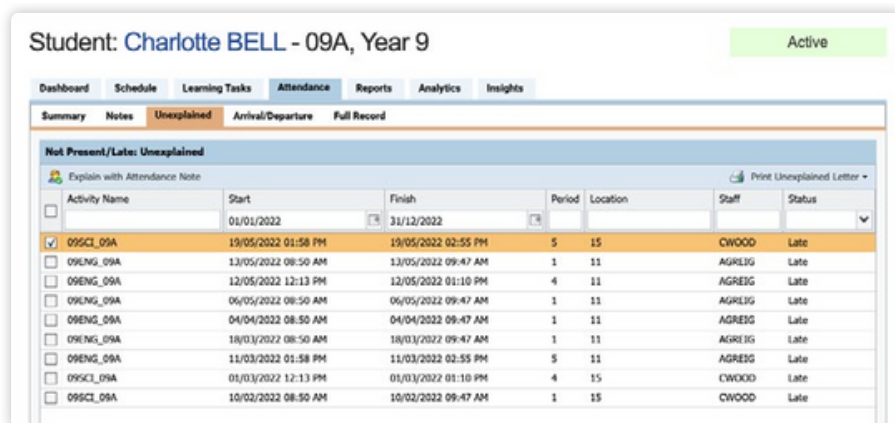 Student: Charlotte BELL - 09A, Year 9 Active
Dashboard Schedule Learning Tasks Attendance Reports Analytics Insights
Summary Notes Unexplained Arrival/Departure Full Record
Not Present/Late: Unexplained
Explain with Attendance Note Print Unexplained Letter
Activity Name Start Finish Period Location Staff Status
01/01/2022 31/12/2022
09SCI_09A 19/05/2022 01:58 PM 19/05/2022 02:55 PM 5 15 CWOOD Late
09ENG_09A 13/05/2022 08:50 AM 13/05/2022 09:47 AM 1 11 AGREIG Late
09ENG_09A 12/05/2022 12:13 PM 12/05/2022 01:10 PM 4 11 AGREIG Late
09ENG_09A 06/05/2022 08:50 AM 06/05/2022 09:47 AM 1 11 AGREIG Late
09ENG_09A 04/04/2022 08:50 AM 04/04/2022 09:47 AM 1 11 AGREIG Late
09ENG_09A 18/03/2022 08:50 AM 18/03/2022 09:47 AM 1 11 AGREIG Late
09ENG_09A 11/03/2022 01:58 PM 11/03/2022 02:55 PM 5 11 AGREIG Late
09SCI_09A 01/03/2022 12:13 PM 01/03/2022 01:10 PM 4 15 CWOOD Late
09SCI_09A 10/02/2022 08:50 AM 10/02/2022 09:47 AM 1 15 CWOOD Late